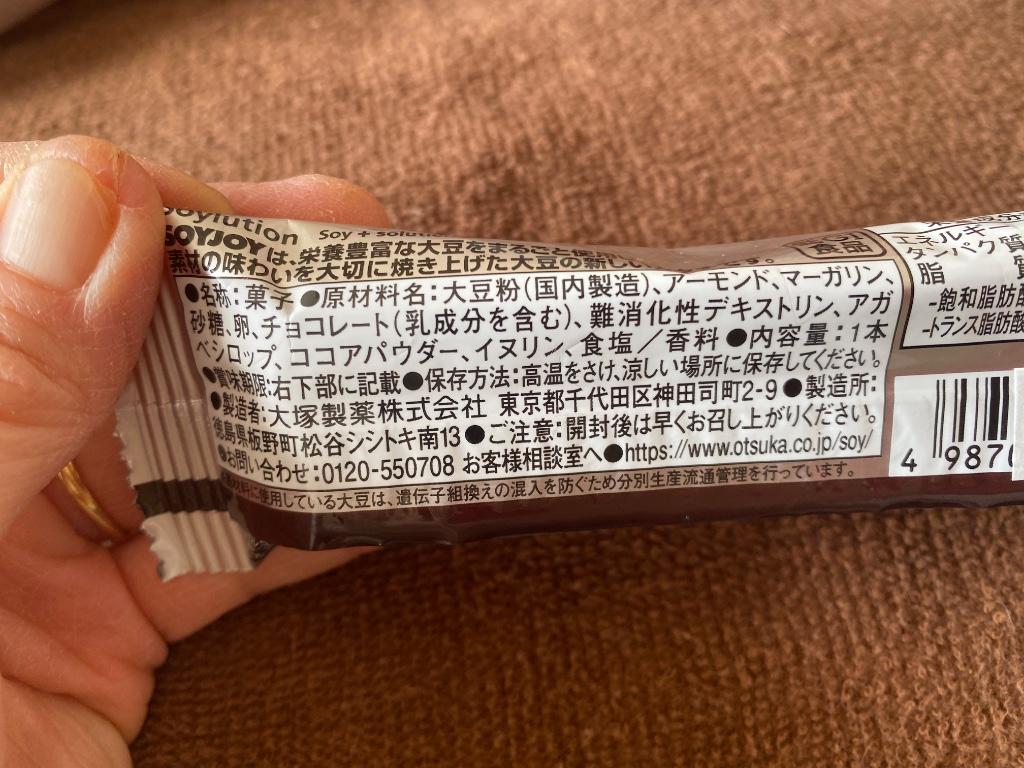 Soylution Soy + solu
SOYJOYは、栄養豊富な大豆をまるごと使
素材の味わいを大切に焼き上げた大豆の新し
食品
●名称:菓子●原材料名:大豆粉(国内製造)、アーモンド、マーガリン、
砂糖、卵、チョコレート(乳成分を含む)、難消化性デキストリン、アガ
ベシロップ、ココアパウダー、イヌリン、食塩/香料 ●内容量:1本
●賞味期限:右下部に記載●保存方法:高温をさけ、涼しい場所に保存してください。
●製造者:大塚製薬株式会社 東京都千代田区神田司町2-9●製造所:
徳島県板野町松谷シシトキ南13●ご注意:開封後は早くお召し上がりください。
●お問い合わせ:0120-550708 お客様相談室へ●https://www.otsuka.co.jp/soy/
に使用している大豆は、遺伝子組換えの混入を防ぐため分別生産流通管理を行っています。
エネルギー
タンパク質
脂 質
-飽和脂肪酸
-トランス脂肪酸
4 987